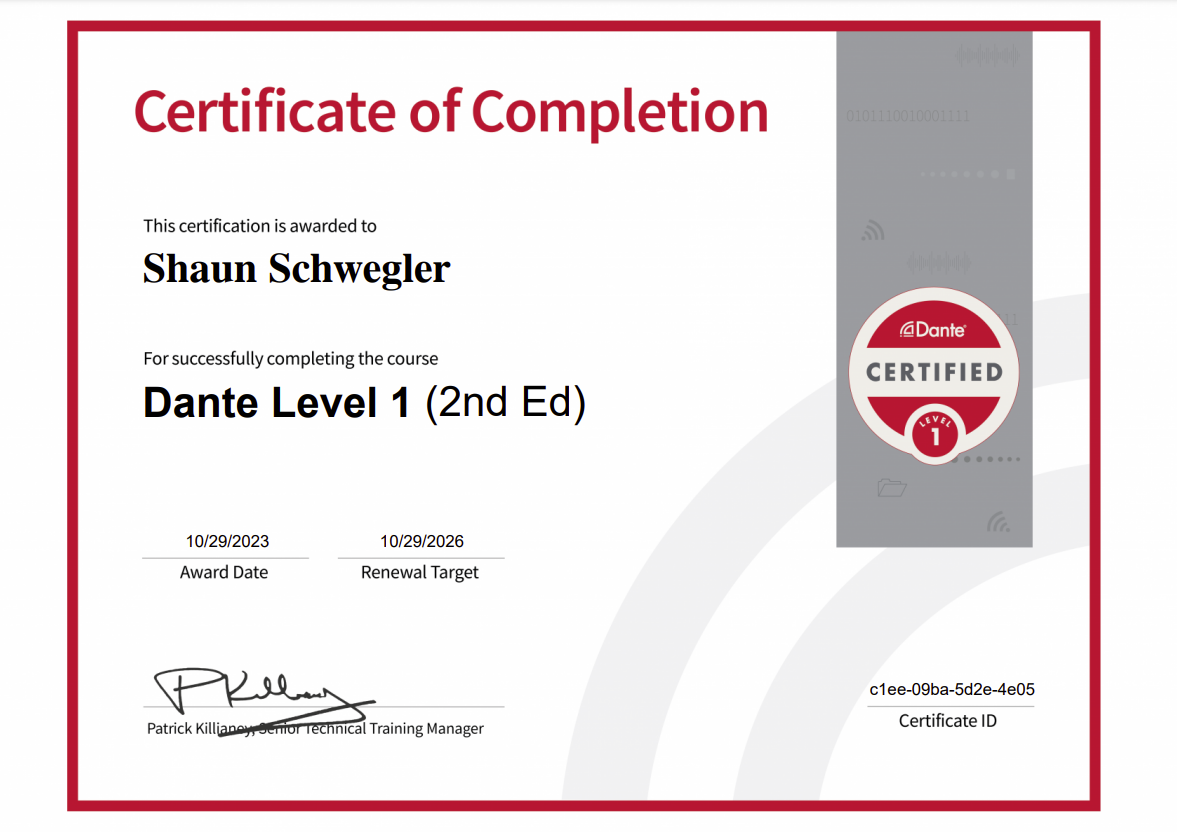 Certificate of Completion
0101110010001111
This certification is awarded to
Shaun Schwegler
11
Dante
For successfully completing the course
CERTIFIED
Dante Level 1 (2nd Ed)
LEVEL
1
10/29/2023 10/29/2026
Award Date Renewal Target
PKillianey
c1ee-09ba-5d2e-4e05
Patrick Killianey, Senior Technical Training Manager
Certificate ID